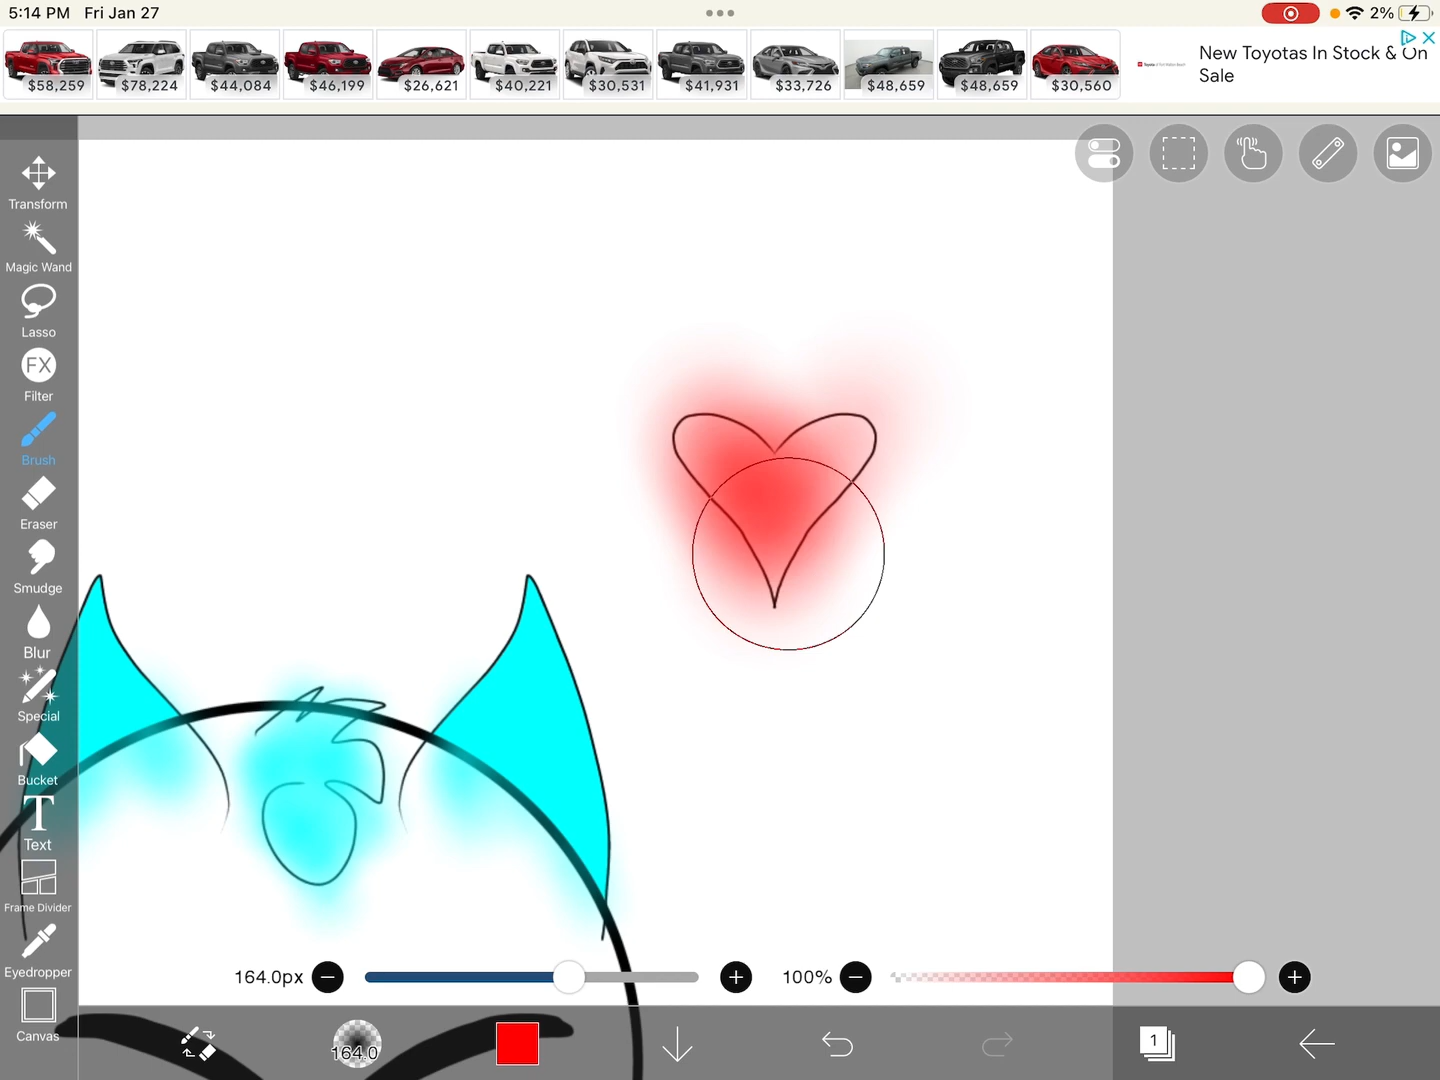 5:14 PM Fri Jan 27
2%
$58,259
$78,224
$44,084
$46,199
$26,621
$40,221
$30,531
$41,931
$33,726
$48,659
$48,659
$30,560
New Toyotas In Stock & On
Sale
Transform
Magic Wand
Lasso
FX
Filter
Brush
Eraser
Smudge
Blur
Special
Bucket
T
Text
Frame Divider
Eyedropper
Canvas
164.0px
100%
164.0
1